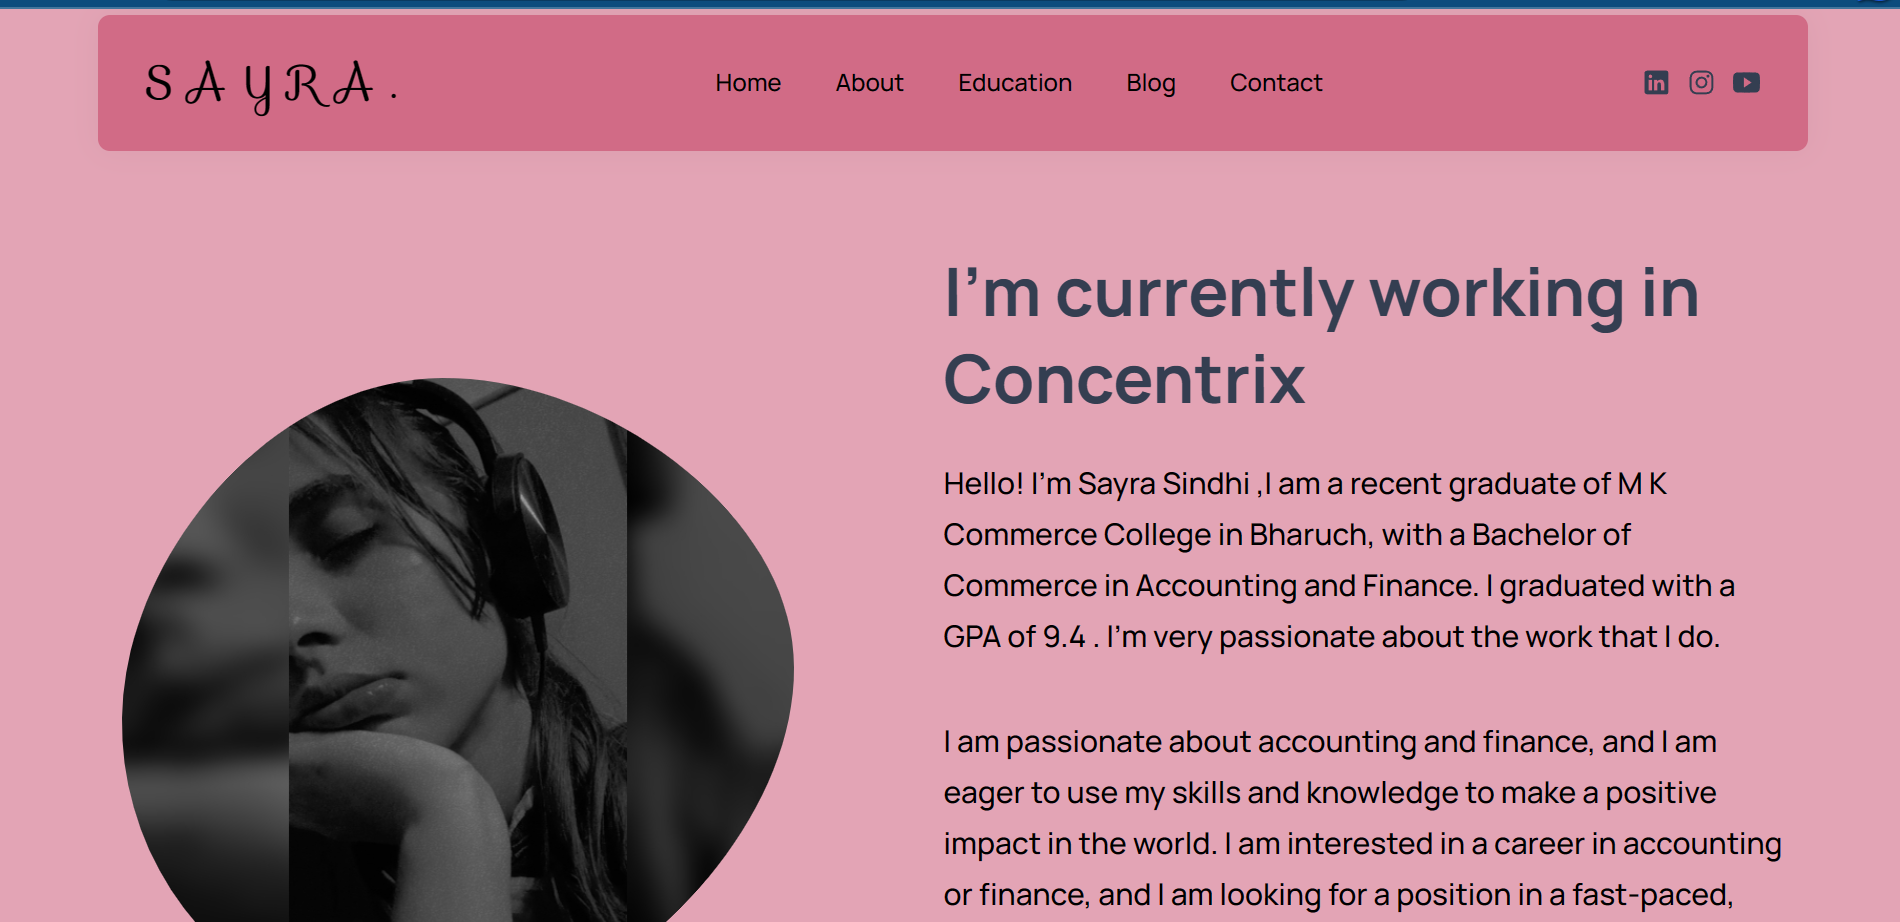 SAYRA.
Home About Education Blog Contact
I’m currently working in
Concentrix
Hello! I’m Sayra Sindhi ,I am a recent graduate of M K
Commerce College in Bharuch, with a Bachelor of
Commerce in Accounting and Finance. I graduated with a
GPA of 9.4 . I’m very passionate about the work that I do.
I am passionate about accounting and finance, and I am
eager to use my skills and knowledge to make a positive
impact in the world. I am interested in a career in accounting
or finance, and I am looking for a position in a fast-paced,